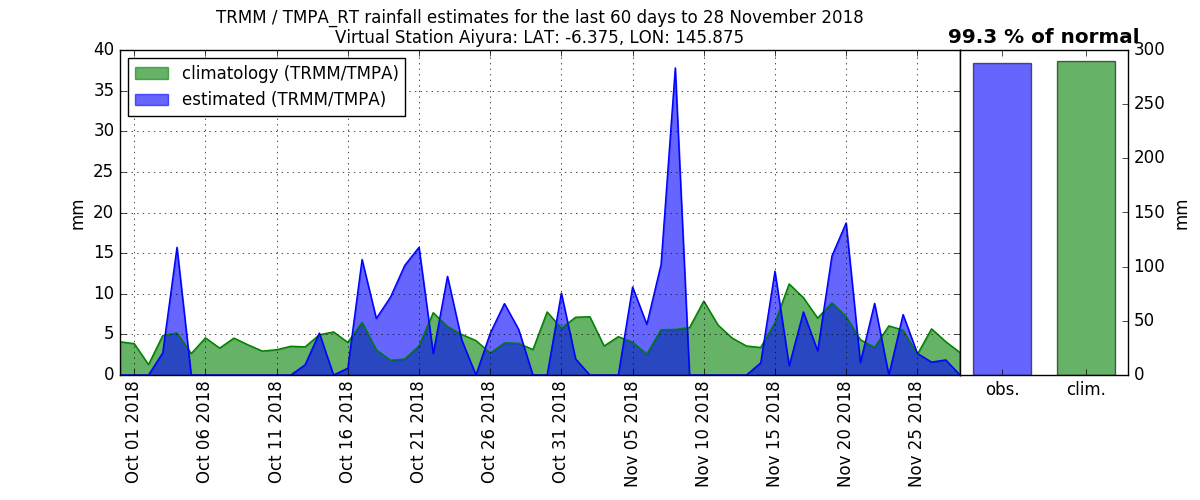 TRMM / TMPA_RT rainfall estimates for the last 60 days to 28 November 2018
Virtual Station Aiyura: LAT: -6.375, LON: 145.875
99.3 % of normal
climatology (TRMM/TMPA)
estimated (TRMM/TMPA)
40
35
30
25
20
15
10
5
0
mm
300
250
200
150
100
50
0
mm
obs.
clim.
Oct 01 2018
Oct 06 2018
Oct 11 2018
Oct 16 2018
Oct 21 2018
Oct 26 2018
Oct 31 2018
Nov 05 2018
Nov 10 2018
Nov 15 2018
Nov 20 2018
Nov 25 2018